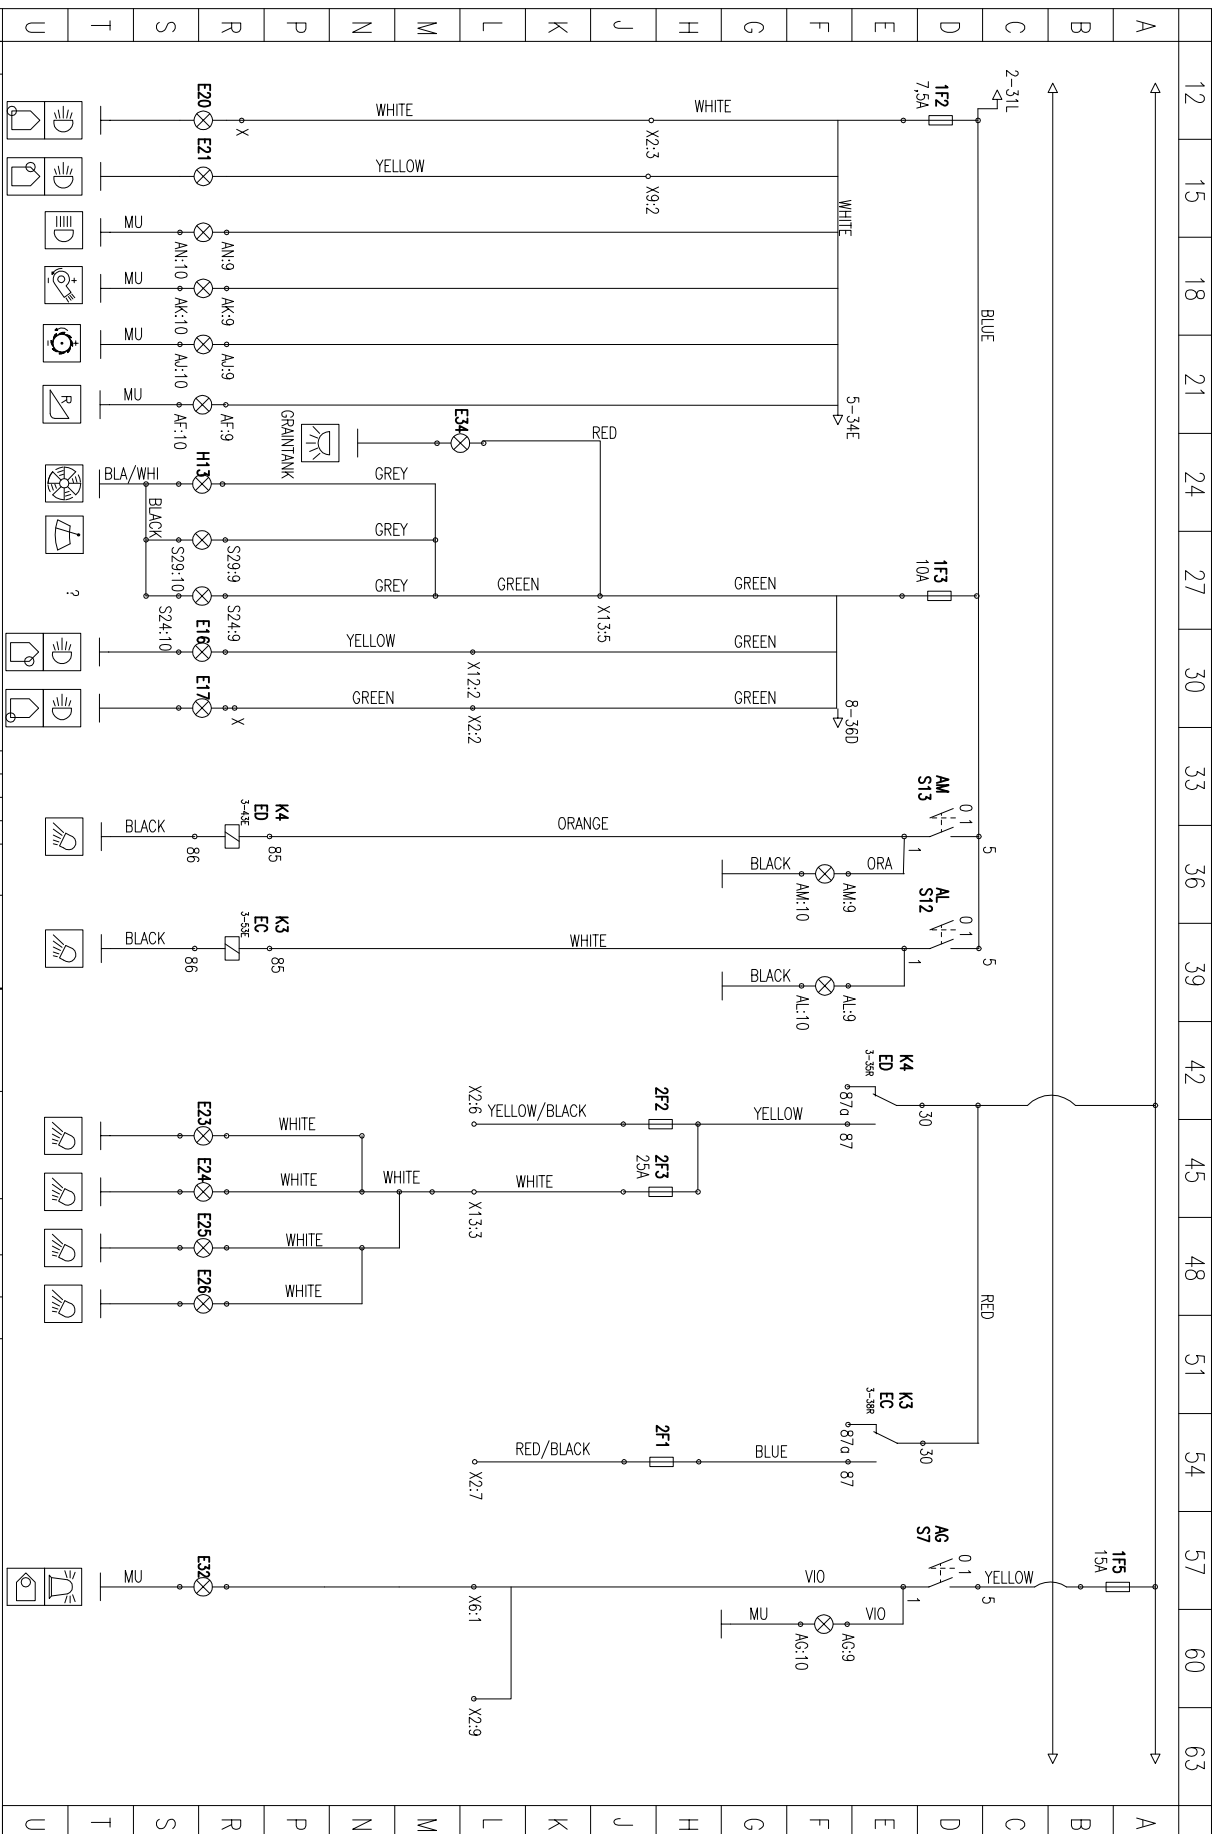 A
B
C
D
E
F
G
H
J
K
L
M
N
P
R
S
T
U
12
15
18
21
24
27
30
33
36
39
42
45
48
51
54
57
60
63
A
B
C
D
E
F
G
H
J
K
L
M
N
P
R
S
T
U
2-31L
1F2
7,5A
WHITE
X2:3
WHITE
X
E20
X9:2
YELLOW
E21
WHITE
BLUE
AN:9
AN:10
MU
AK:9
AK:10
MU
AJ:9
AJ:10
MU
5-34E
AF:9
AF:10
MU
R
RED
E34
GRAINTANK
GREY
H13
BLA/WHI
GREY
S29:9
BLACK
S29:10
1F3
10A
GREEN
X13:5
GREEN
GREY
S24:9
S24:10
?
GREEN
X12:2
YELLOW
E16
8-36D
GREEN
X2:2
GREEN
X
E17
AM
S13
0 1
5
1
ORANGE
K4
ED
3-43E
85
86
BLACK
ORA
AM:9
AM:10
BLACK
AL
S12
0 1
5
1
WHITE
K3
EC
3-53E
85
86
BLACK
AL:9
AL:10
BLACK
K4
ED
3-35R
30
87a
87
YELLOW
2F2
YELLOW/BLACK
X2:6
2F3
25A
WHITE
X13:3
WHITE
WHITE
E23
WHITE
E24
WHITE
E25
WHITE
E26
RED
K3
EC
3-38R
30
87a
87
BLUE
2F1
RED/BLACK
X2:7
1F5
15A
YELLOW
AG
S7
0 1
5
1
VIO
X6:1
E32
MU
VIO
AG:9
AG:10
MU
X2:9